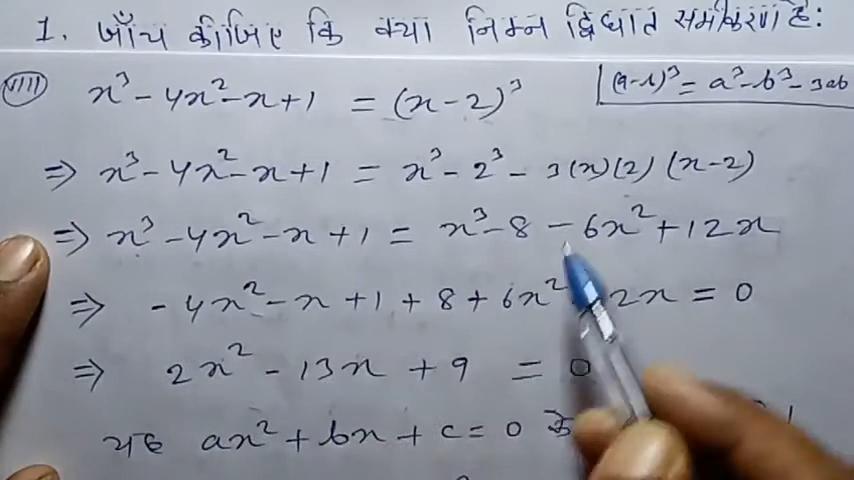 1. जाँच कीजिए कि क्या निम्न द्विघात समीकरण है:
(VIII) x³ - 4x² - x + 1 = (x - 2)³
(a-b)³ = a³ - b³ - 3ab
⇒ x³ - 4x² - x + 1 = x³ - 2³ - 3(x)(2) (x - 2)
⇒ x³ - 4x² - x + 1 = x³ - 8 - 6x² + 12x
⇒ - 4x² - x + 1 + 8 + 6x² 2x = 0
⇒ 2x² - 13x + 9 = 0
यह ax² + bx + c = 0 के